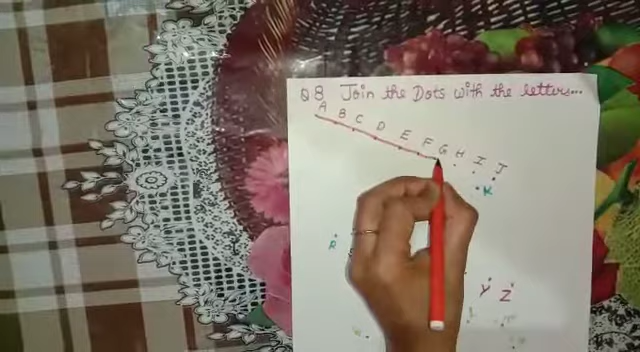 Q8 Join the Dots with the letters...
A B C D E F G H I J
K
R
Y Z